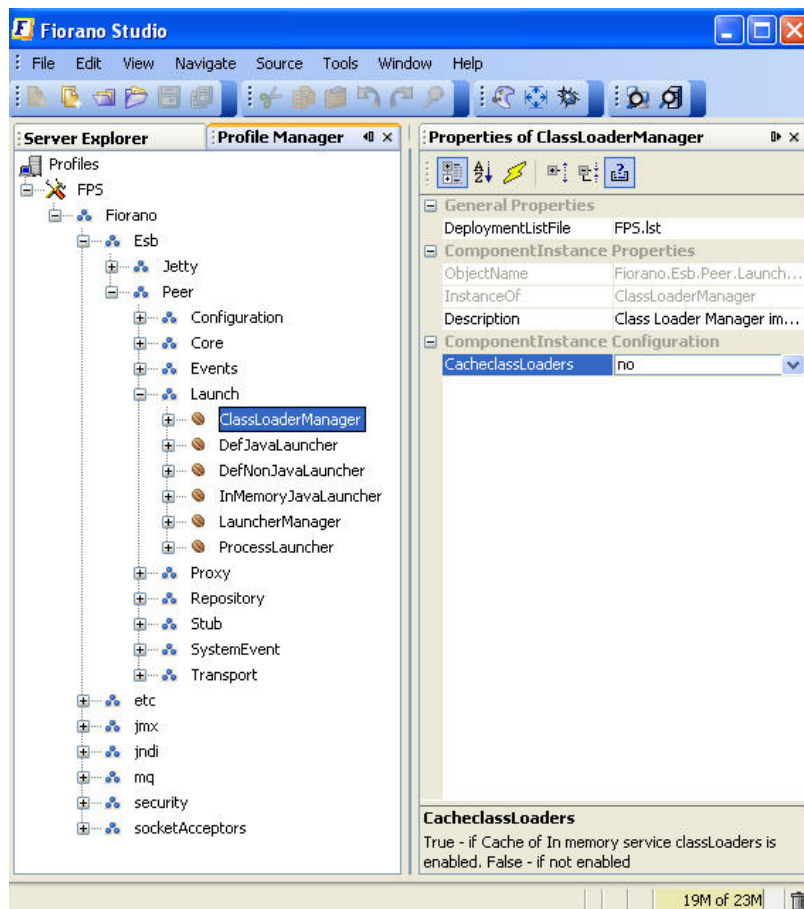 Fiorano Studio
File Edit View Navigate Source Tools Window Help
Server Explorer
Profile Manager
Profiles
FPS
Fiorano
Esb
Jetty
Peer
Configuration
Core
Events
Launch
ClassLoaderManager
DefJavaLauncher
DefNonJavaLauncher
InMemoryJavaLauncher
LauncherManager
ProcessLauncher
Proxy
Repository
Stub
SystemEvent
Transport
etc
jmx
jndi
mq
security
socketAcceptors
Properties of ClassLoaderManager
General Properties
DeploymentListFile FPS.lst
ComponentInstance Properties
ObjectName Fiorano.Esb.Peer.Launch...
InstanceOf ClassLoaderManager
Description Class Loader Manager im...
ComponentInstance Configuration
CacheclassLoaders no
CacheclassLoaders
True - if Cache of In memory service classLoaders is
enabled. False - if not enabled
19M of 23M